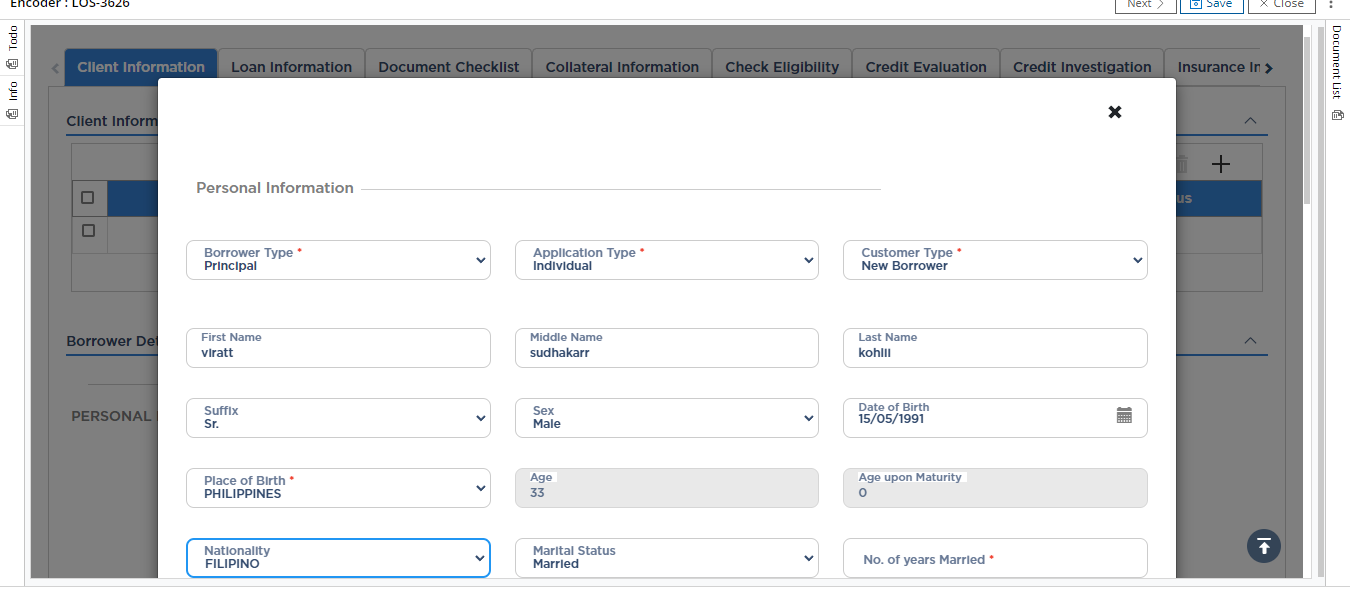 Encoder : LOS-3626
Next
Save
Close
Todo
Info
Document List
Client Information
Loan Information
Document Checklist
Collateral Information
Check Eligibility
Credit Evaluation
Credit Investigation
Insurance In
Client Inform
us
Borrower Det
PERSONAL
Personal Information
Borrower Type *
Principal
Application Type *
Individual
Customer Type *
New Borrower
First Name
viratt
Middle Name
sudhakarr
Last Name
kohlii
Suffix
Sr.
Sex
Male
Date of Birth
15/05/1991
Place of Birth *
PHILIPPINES
Age
33
Age upon Maturity
0
Nationality
FILIPINO
Marital Status
Married
No. of years Married *